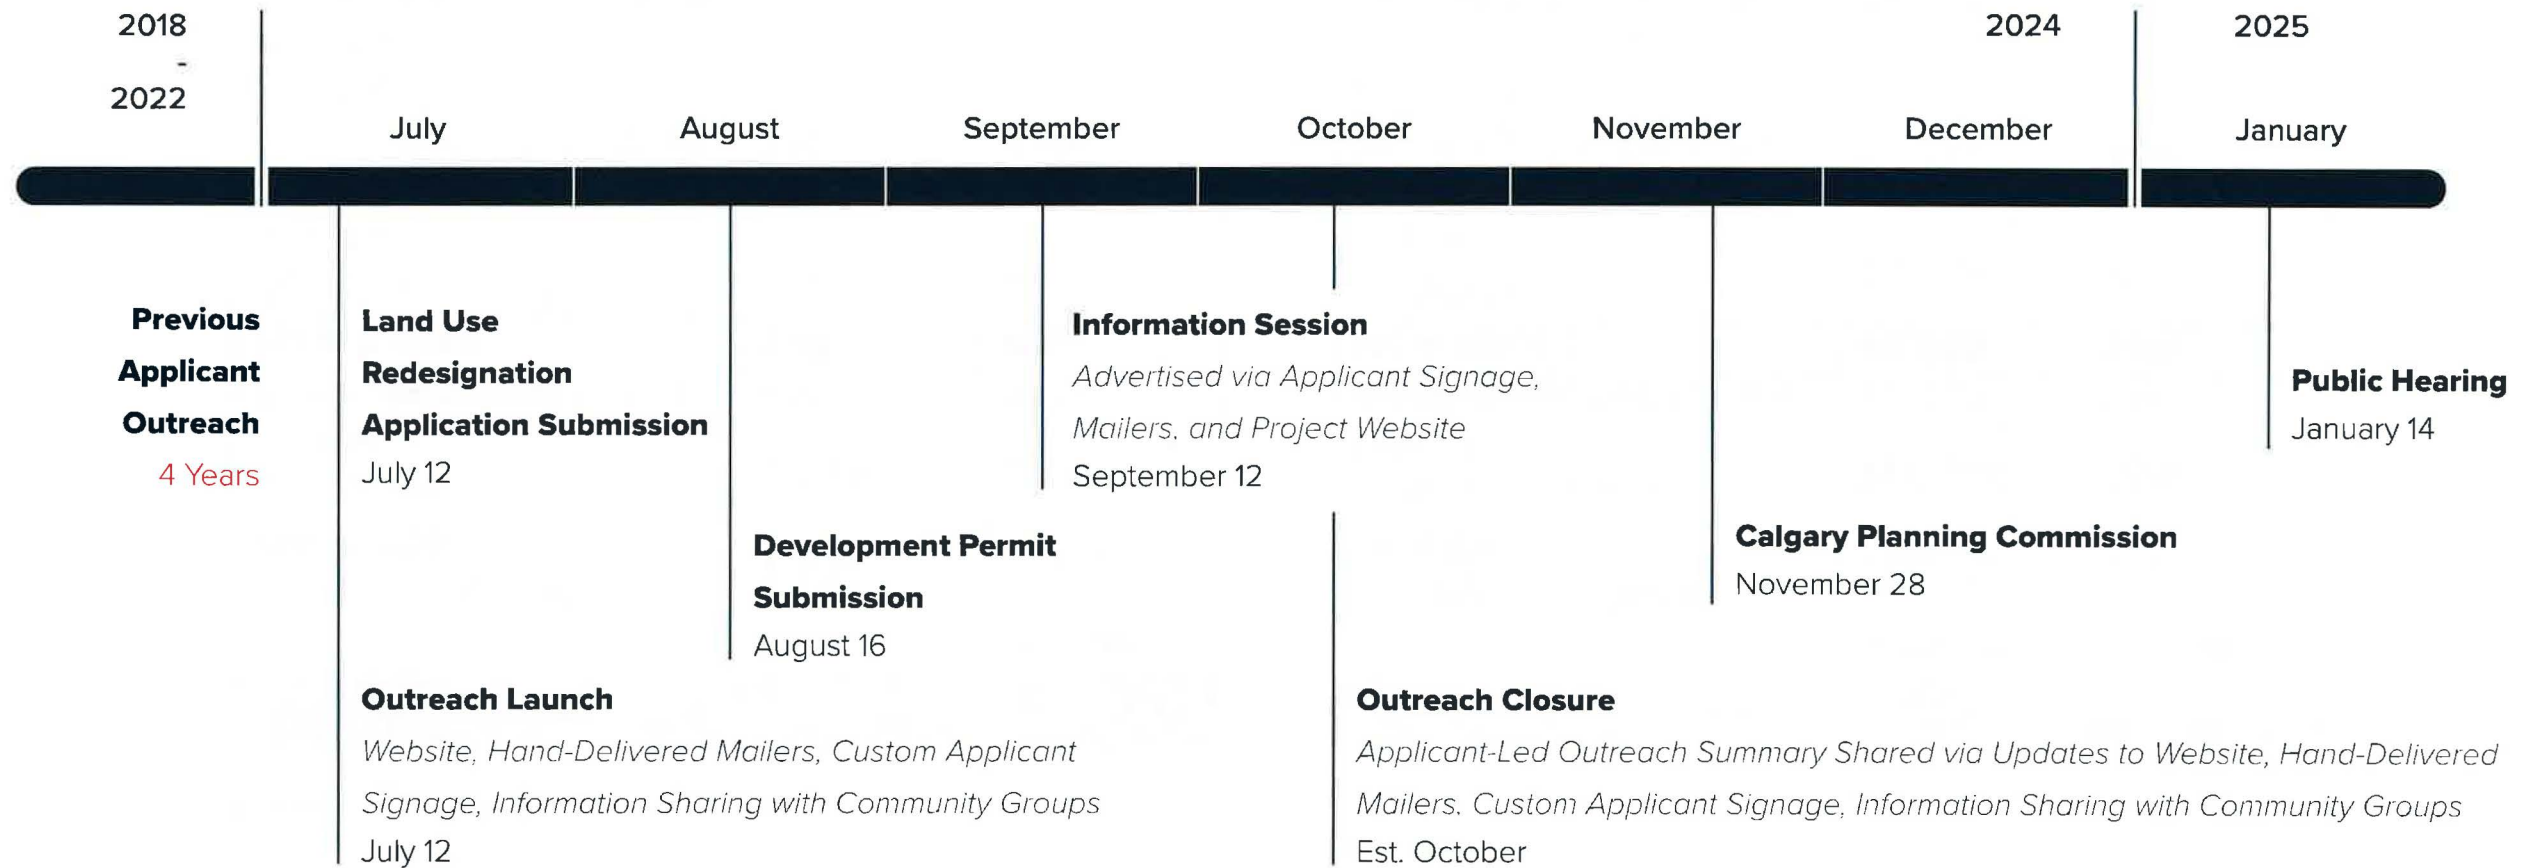 2018
-
2022
2024
2025
July
August
September
October
November
December
January
Previous
Applicant
Outreach
4 Years
Land Use
Redesignation
Application Submission
July 12
Information Session
Advertised via Applicant Signage,
Mailers, and Project Website
September 12
Public Hearing
January 14
Development Permit
Submission
August 16
Calgary Planning Commission
November 28
Outreach Launch
Website, Hand-Delivered Mailers, Custom Applicant
Signage, Information Sharing with Community Groups
July 12
Outreach Closure
Applicant-Led Outreach Summary Shared via Updates to Website, Hand-Delivered
Mailers, Custom Applicant Signage, Information Sharing with Community Groups
Est. October